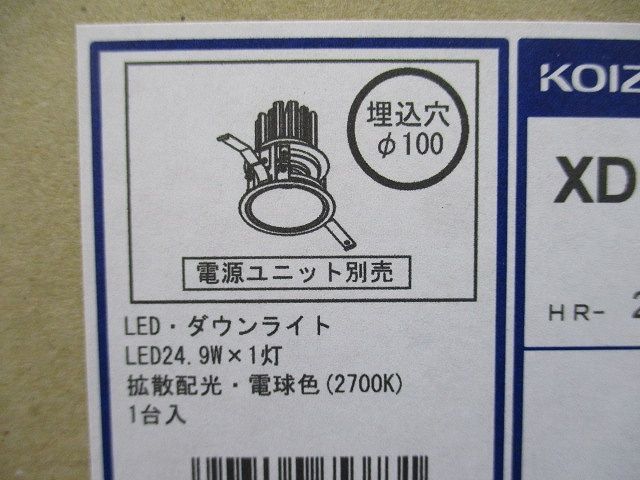 埋込穴
φ100
電源ユニット別売
LED・ダウンライト
LED24.9W×1灯
拡散配光・電球色(2700K)
1台入
KOIZ
XD
HR-